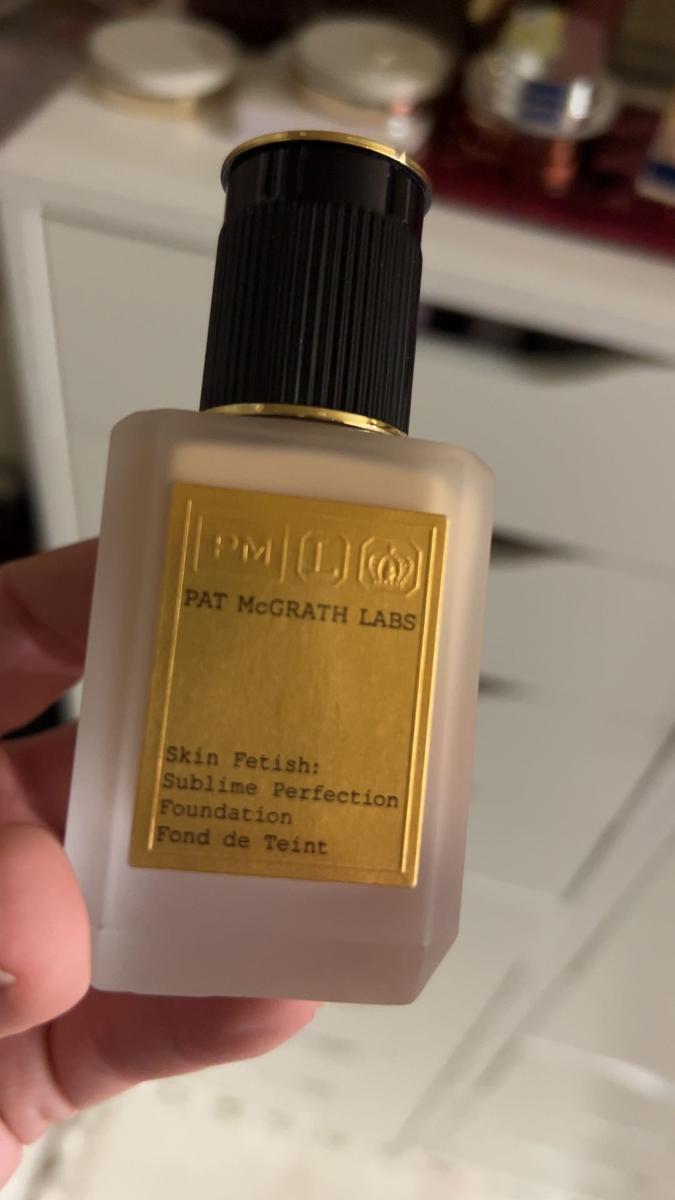 PM L
PAT McGRATH LABS
Skin Fetish:
Sublime Perfection
Foundation
Fond de Teint